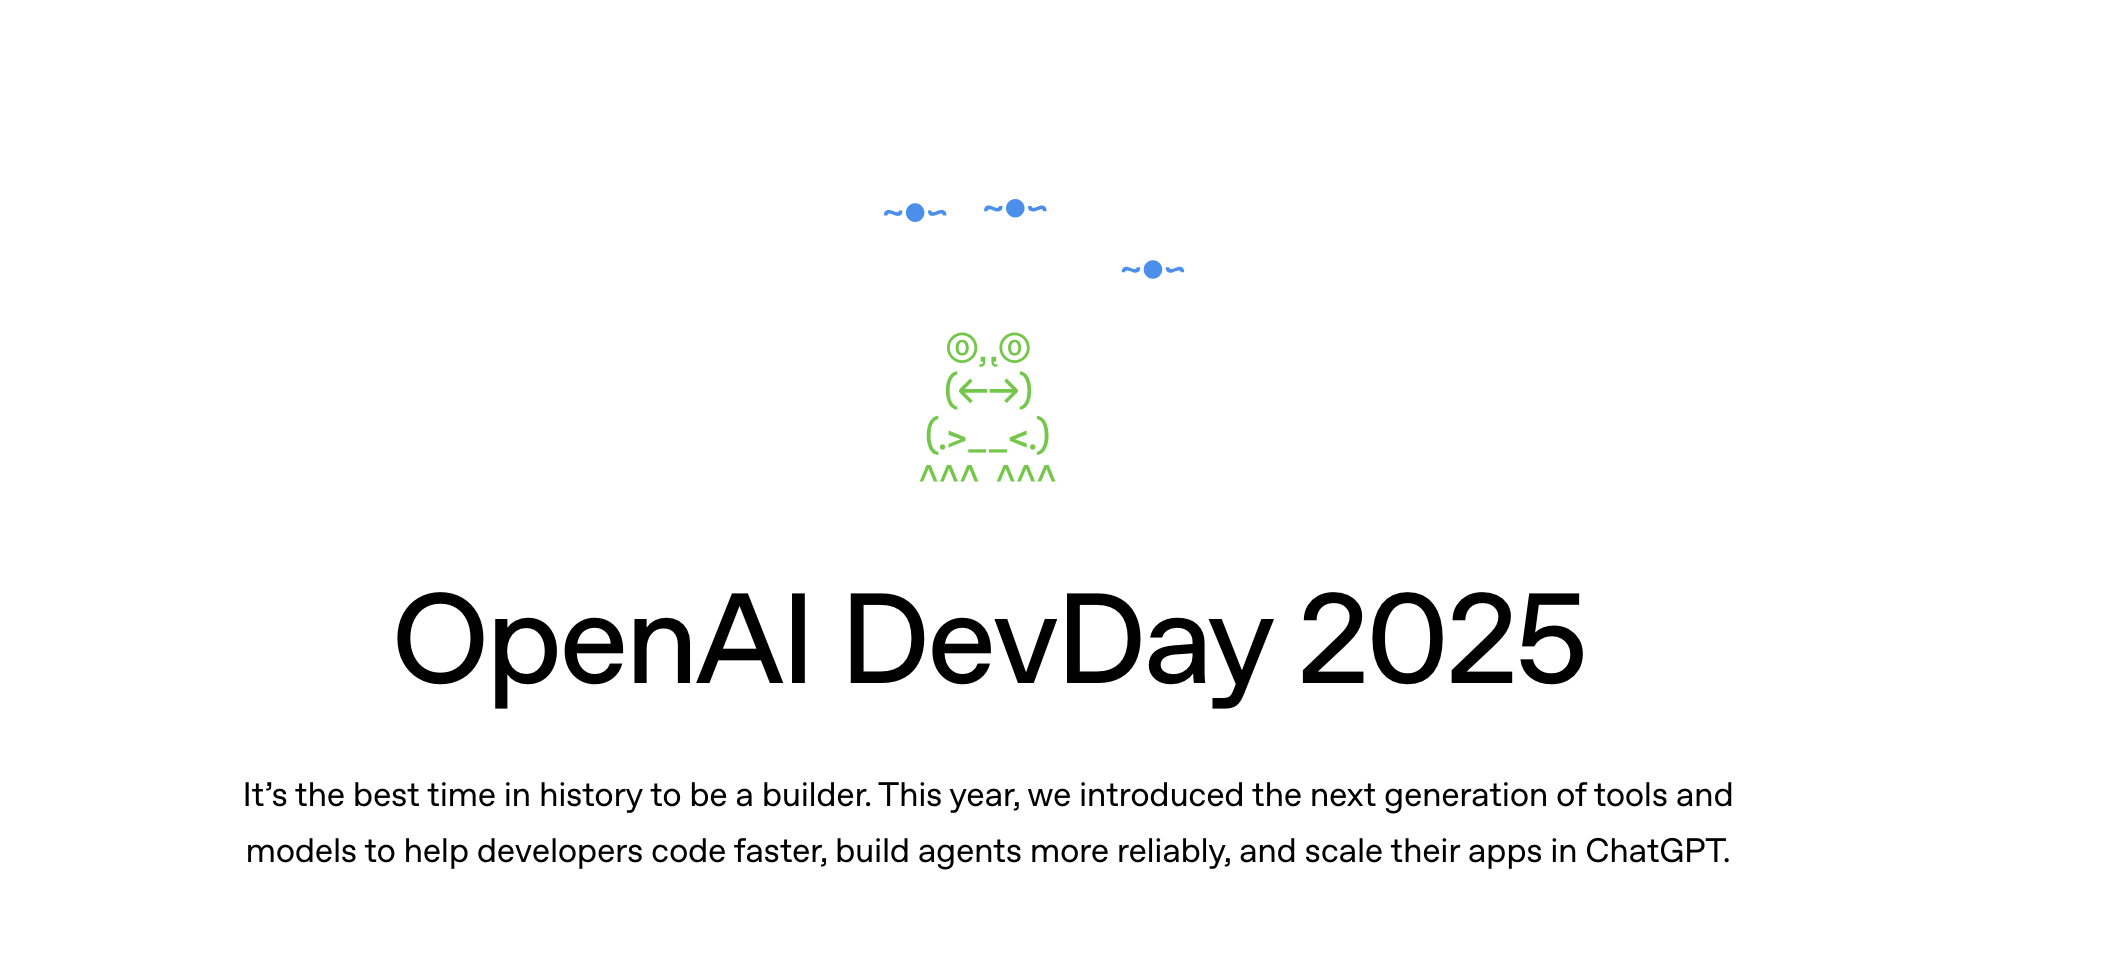 ~●~ ~●~
~●~
◎,,◎
(←→)
(.>__<.)
^^^ ^^^
OpenAI DevDay 2025
It’s the best time in history to be a builder. This year, we introduced the next generation of tools and
models to help developers code faster, build agents more reliably, and scale their apps in ChatGPT.